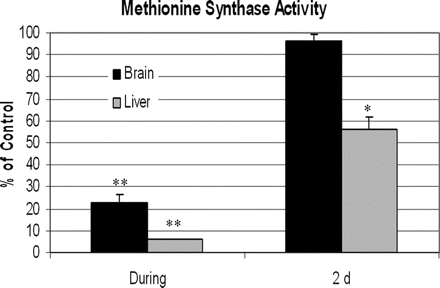 Methionine Synthase Activity
% of Control
100
90
80
70
60
50
40
30
20
10
0
Brain
Liver
**
**
*
During
2 d